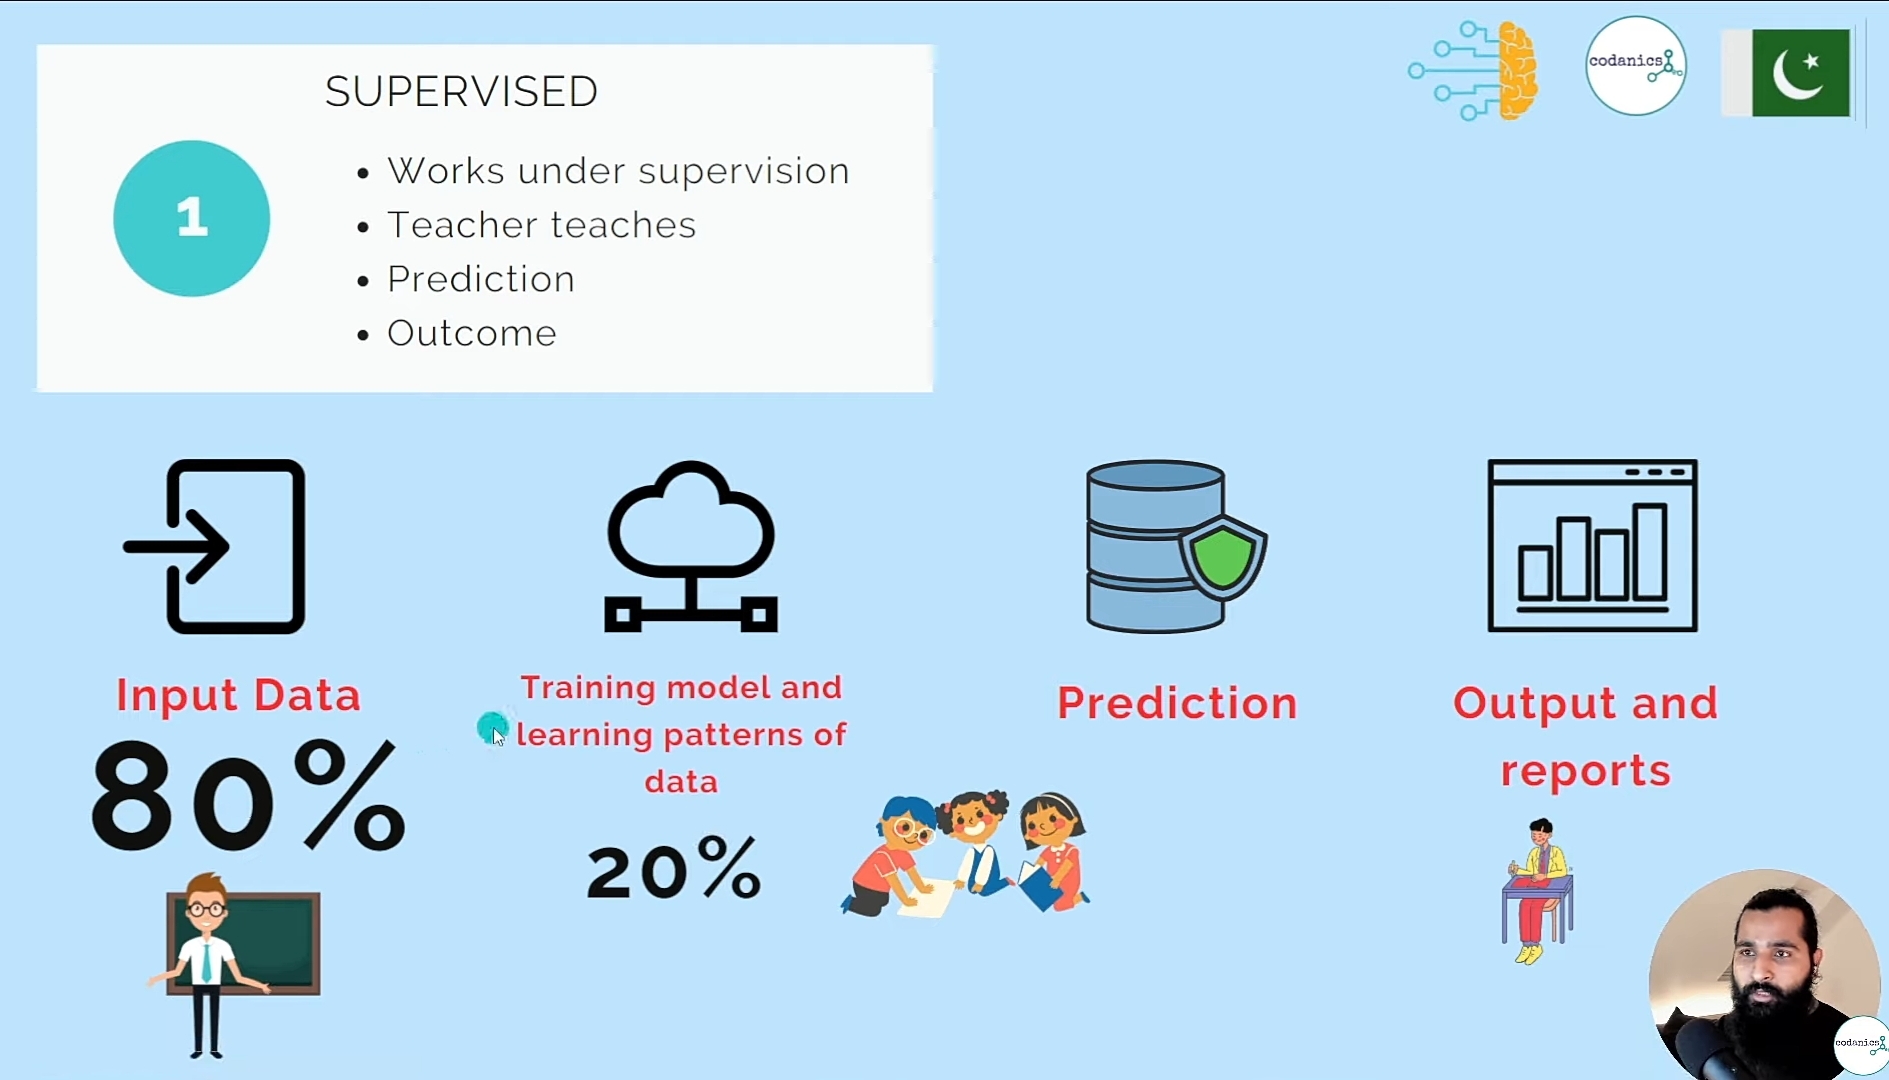 SUPERVISED
1
• Works under supervision
• Teacher teaches
• Prediction
• Outcome
codanics
Input Data
80%
Training model and
learning patterns of
data
20%
Prediction
Output and
reports
codanics